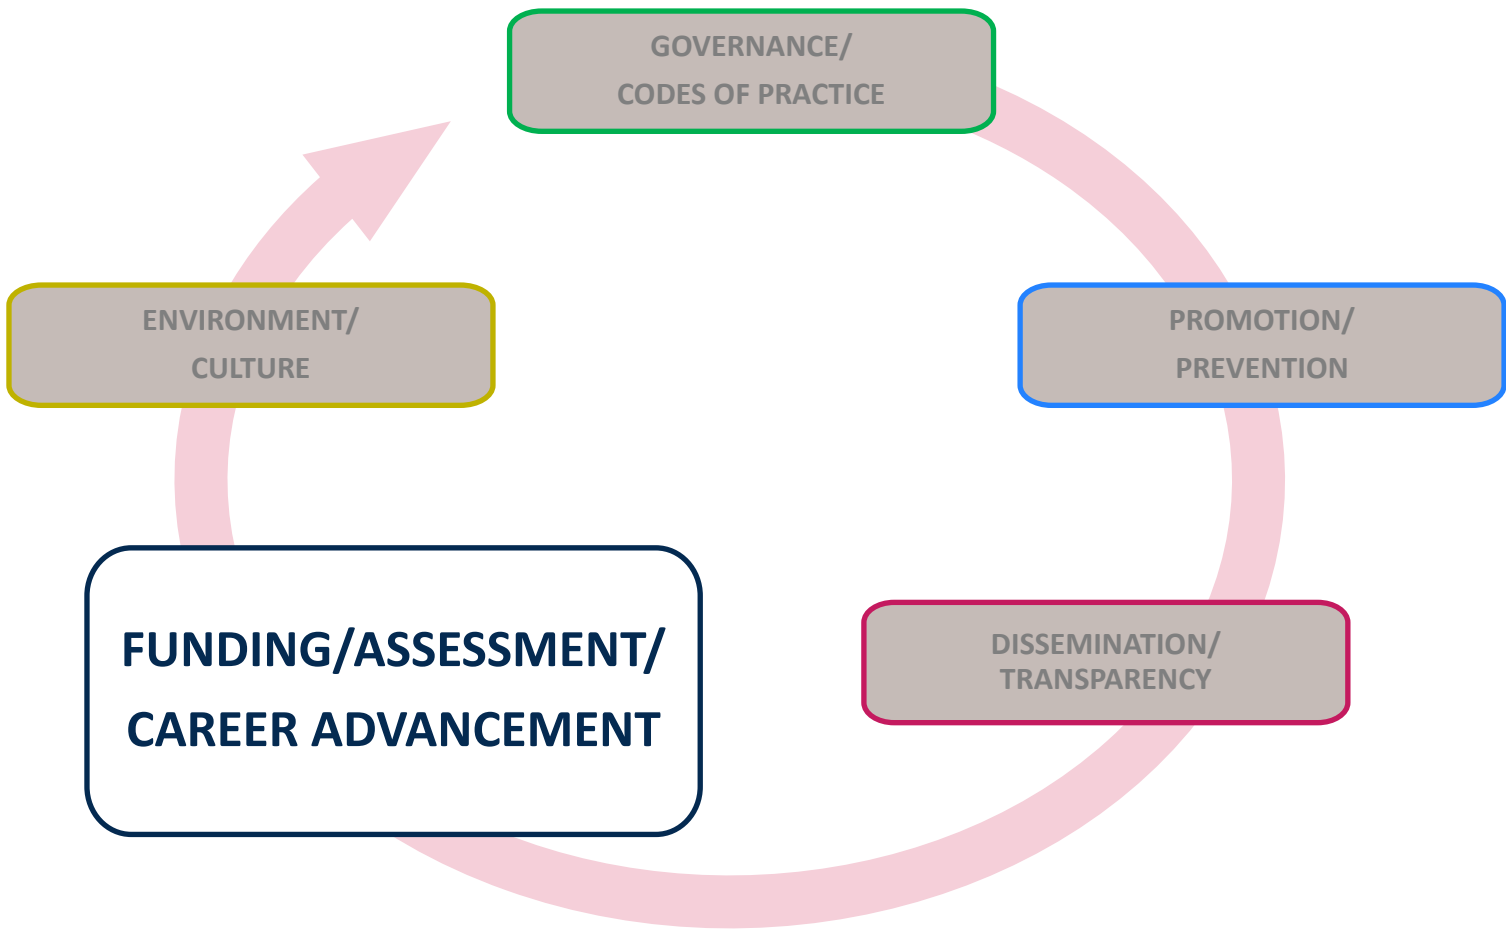 GOVERNANCE/
CODES OF PRACTICE
ENVIRONMENT/
CULTURE
PROMOTION/
PREVENTION
FUNDING/ASSESSMENT/
CAREER ADVANCEMENT
DISSEMINATION/
TRANSPARENCY